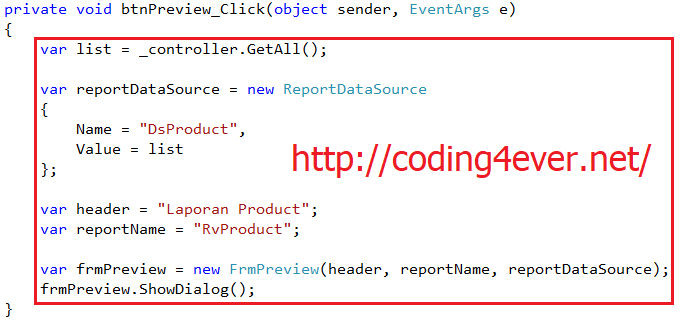 private void btnPreview_Click(object sender, EventArgs e)
{
var list = _controller.GetAll();
var reportDataSource = new ReportDataSource
{
Name = "DsProduct",
Value = list
};
http://coding4ever.net/
var header = "Laporan Product";
var reportName = "RvProduct";
var frmPreview = new FrmPreview(header, reportName, reportDataSource);
frmPreview.ShowDialog();
}